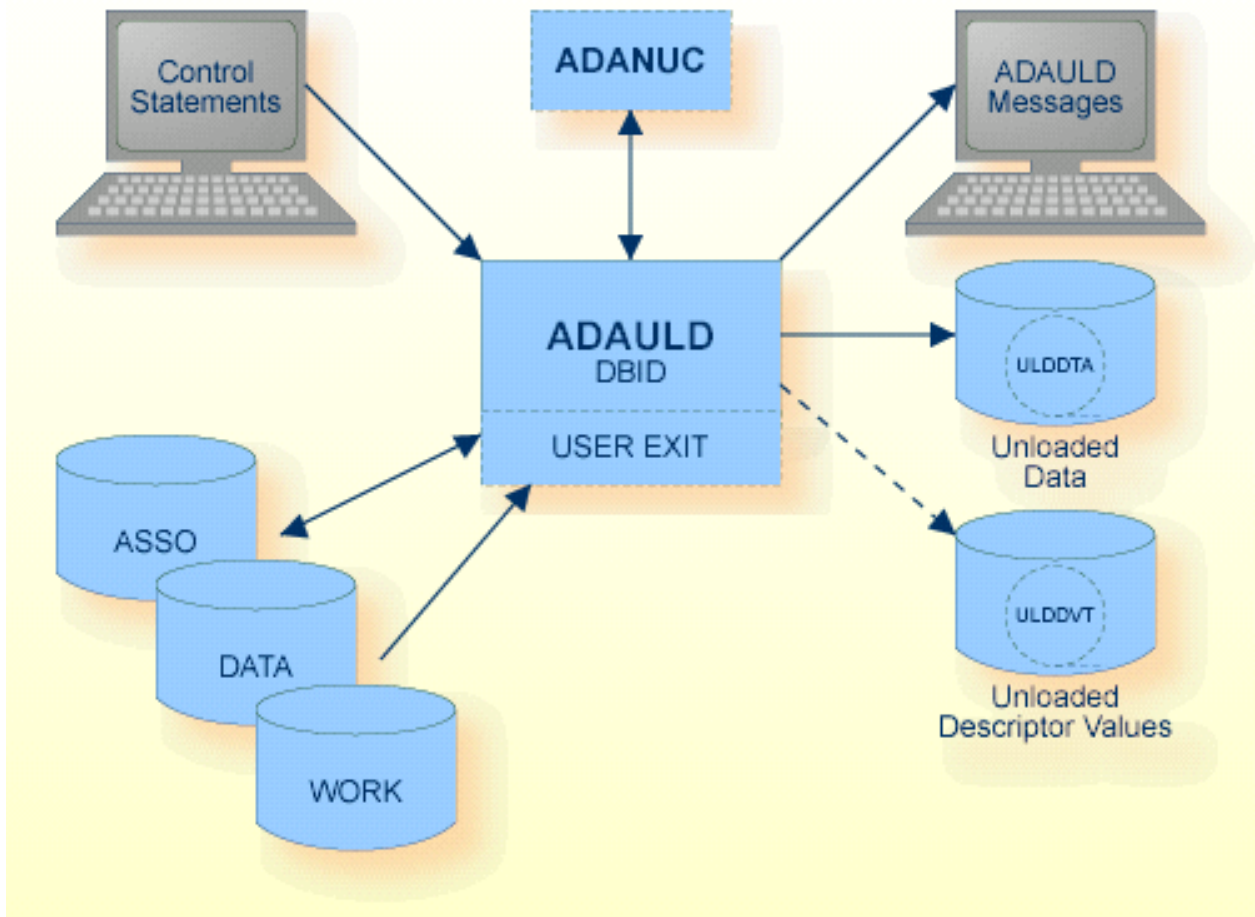 Control
Statements
ADANUC
ADAULD
Messages
ADAULD
DBID
USER EXIT
ULDDTA
Unloaded
Data
ASSO
DATA
WORK
ULDDVT
Unloaded
Descriptor Values